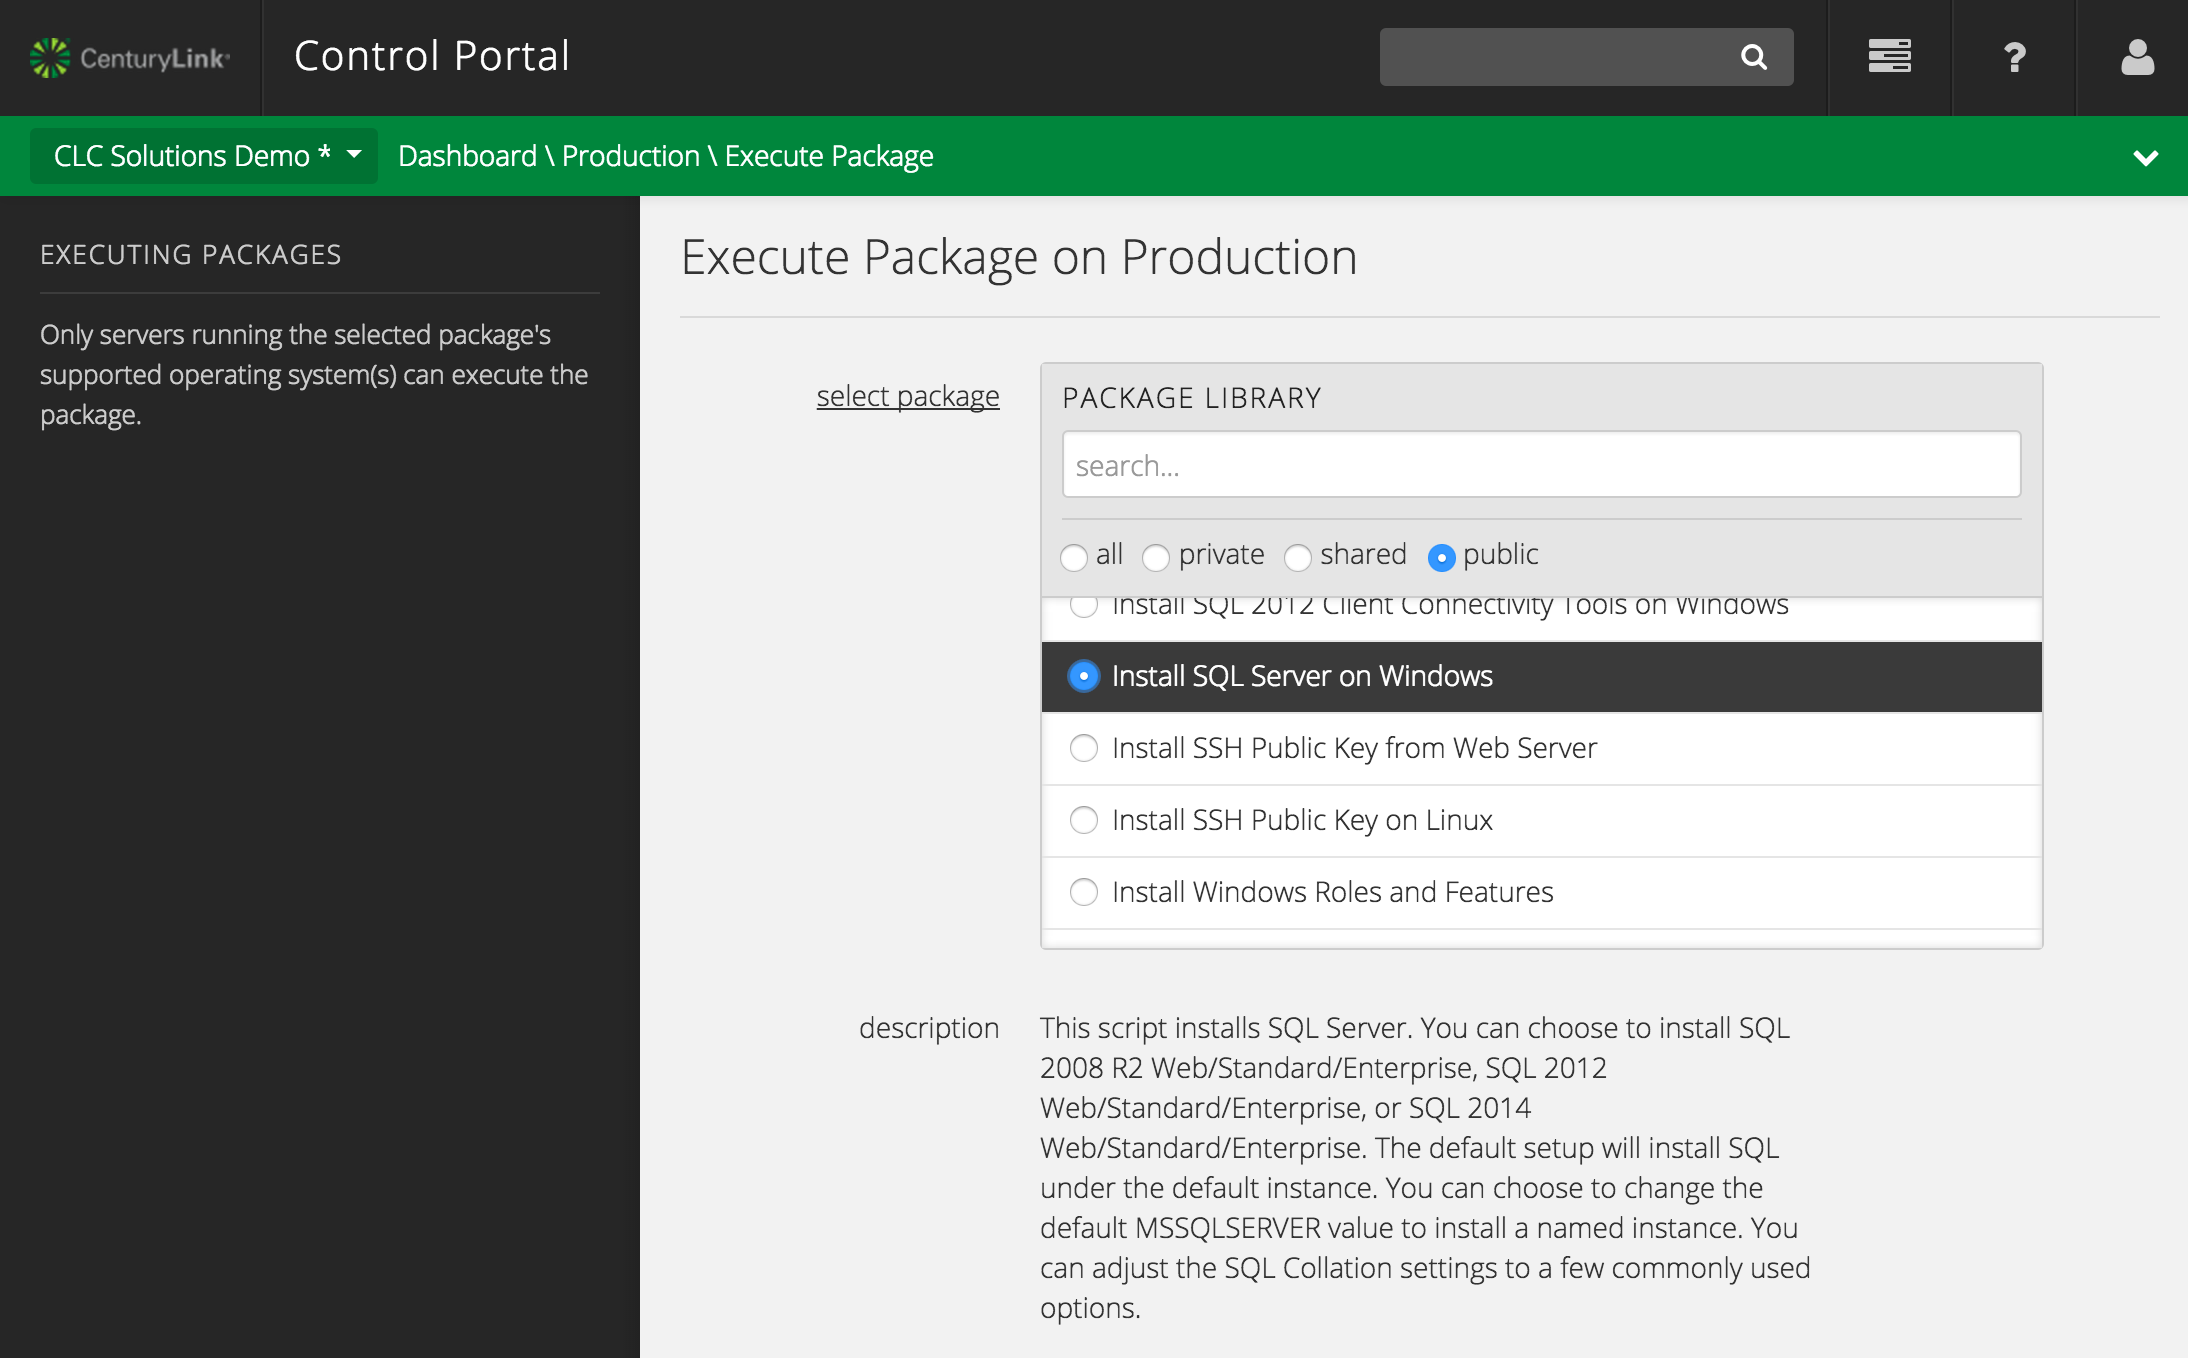 CenturyLink
Control Portal
?
CLC Solutions Demo *
Dashboard \ Production \ Execute Package
EXECUTING PACKAGES
Only servers running the selected package's
supported operating system(s) can execute the
package.
Execute Package on Production
select package
PACKAGE LIBRARY
search...
all private shared public
Install SQL 2012 Client Connectivity Tools on Windows
Install SQL Server on Windows
Install SSH Public Key from Web Server
Install SSH Public Key on Linux
Install Windows Roles and Features
description
This script installs SQL Server. You can choose to install SQL
2008 R2 Web/Standard/Enterprise, SQL 2012
Web/Standard/Enterprise, or SQL 2014
Web/Standard/Enterprise. The default setup will install SQL
under the default instance. You can choose to change the
default MSSQLSERVER value to install a named instance. You
can adjust the SQL Collation settings to a few commonly used
options.